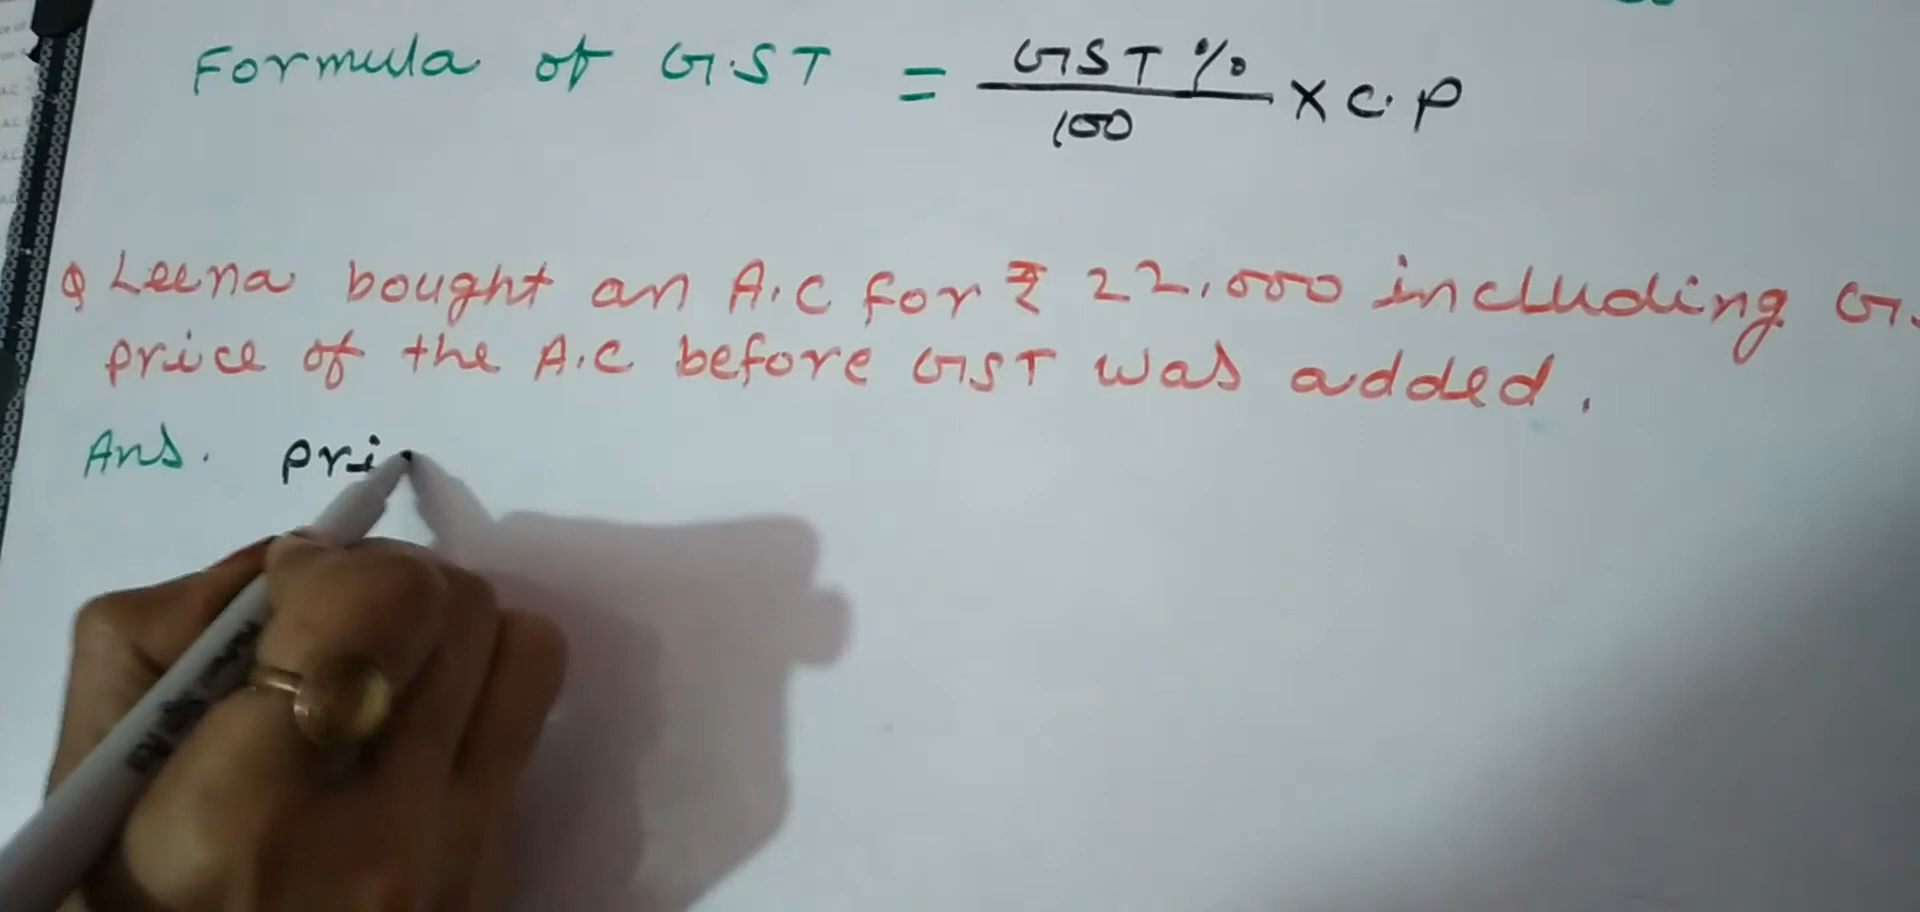 Formula of G.ST = GST % / 100 × C.P
Q Leena bought an A.C for ₹ 22,000 including G.
price of the A.C before GST was added.
Ans. pri